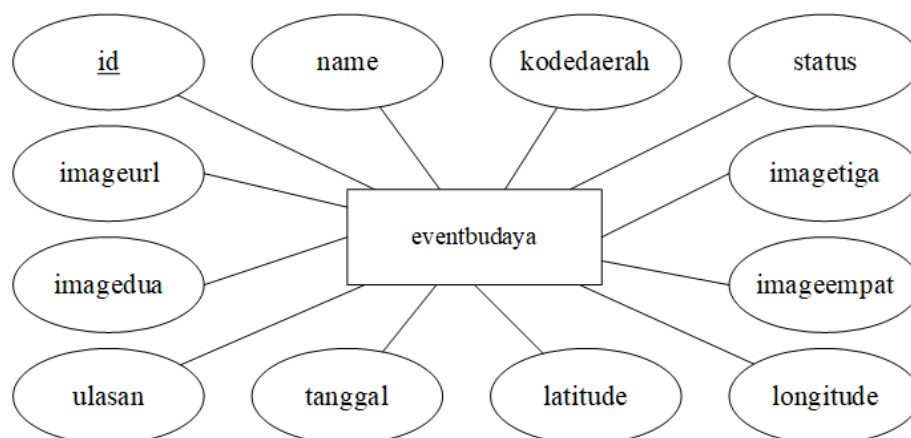 id
name
kodedaerah
status
imageurl
imagetiga
eventbudaya
imagedua
imageempat
ulasan
tanggal
latitude
longitude